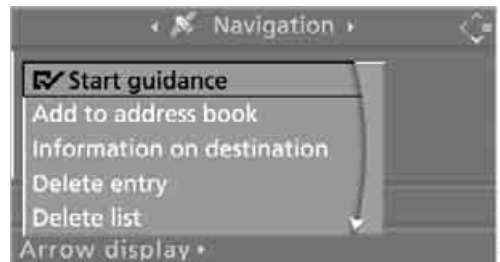 Navigation
Start guidance
Add to address book
Information on destination
Delete entry
Delete list
Arrow display